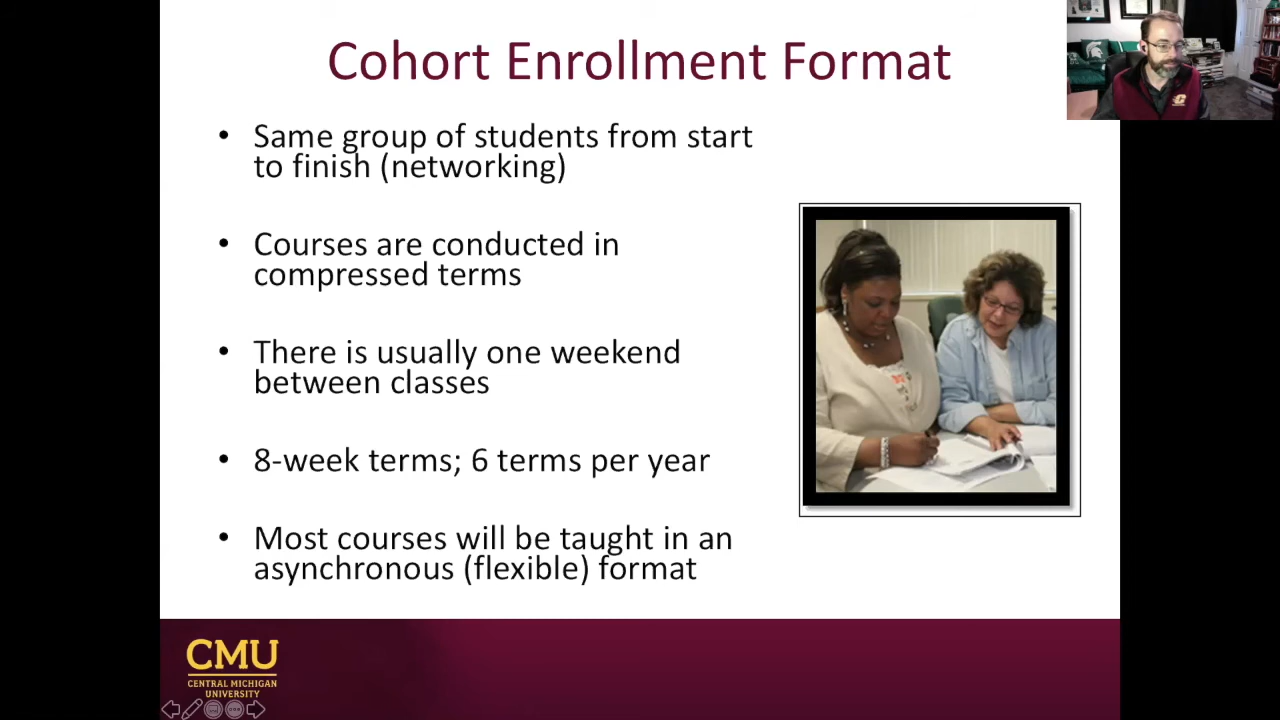 Cohort Enrollment Format
• Same group of students from start
to finish (networking)
• Courses are conducted in
compressed terms
• There is usually one weekend
between classes
• 8-week terms; 6 terms per year
• Most courses will be taught in an
asynchronous (flexible) format
CMU
CENTRAL MICHIGAN
UNIVERSITY